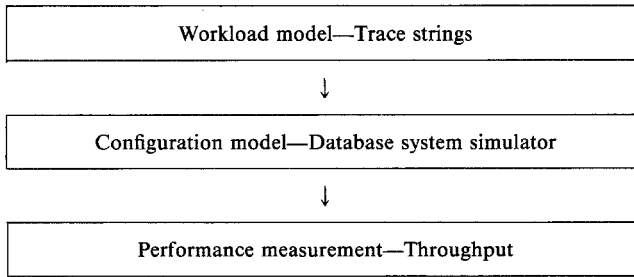 Workload model—Trace strings
↓
Configuration model—Database system simulator
↓
Performance measurement—Throughput